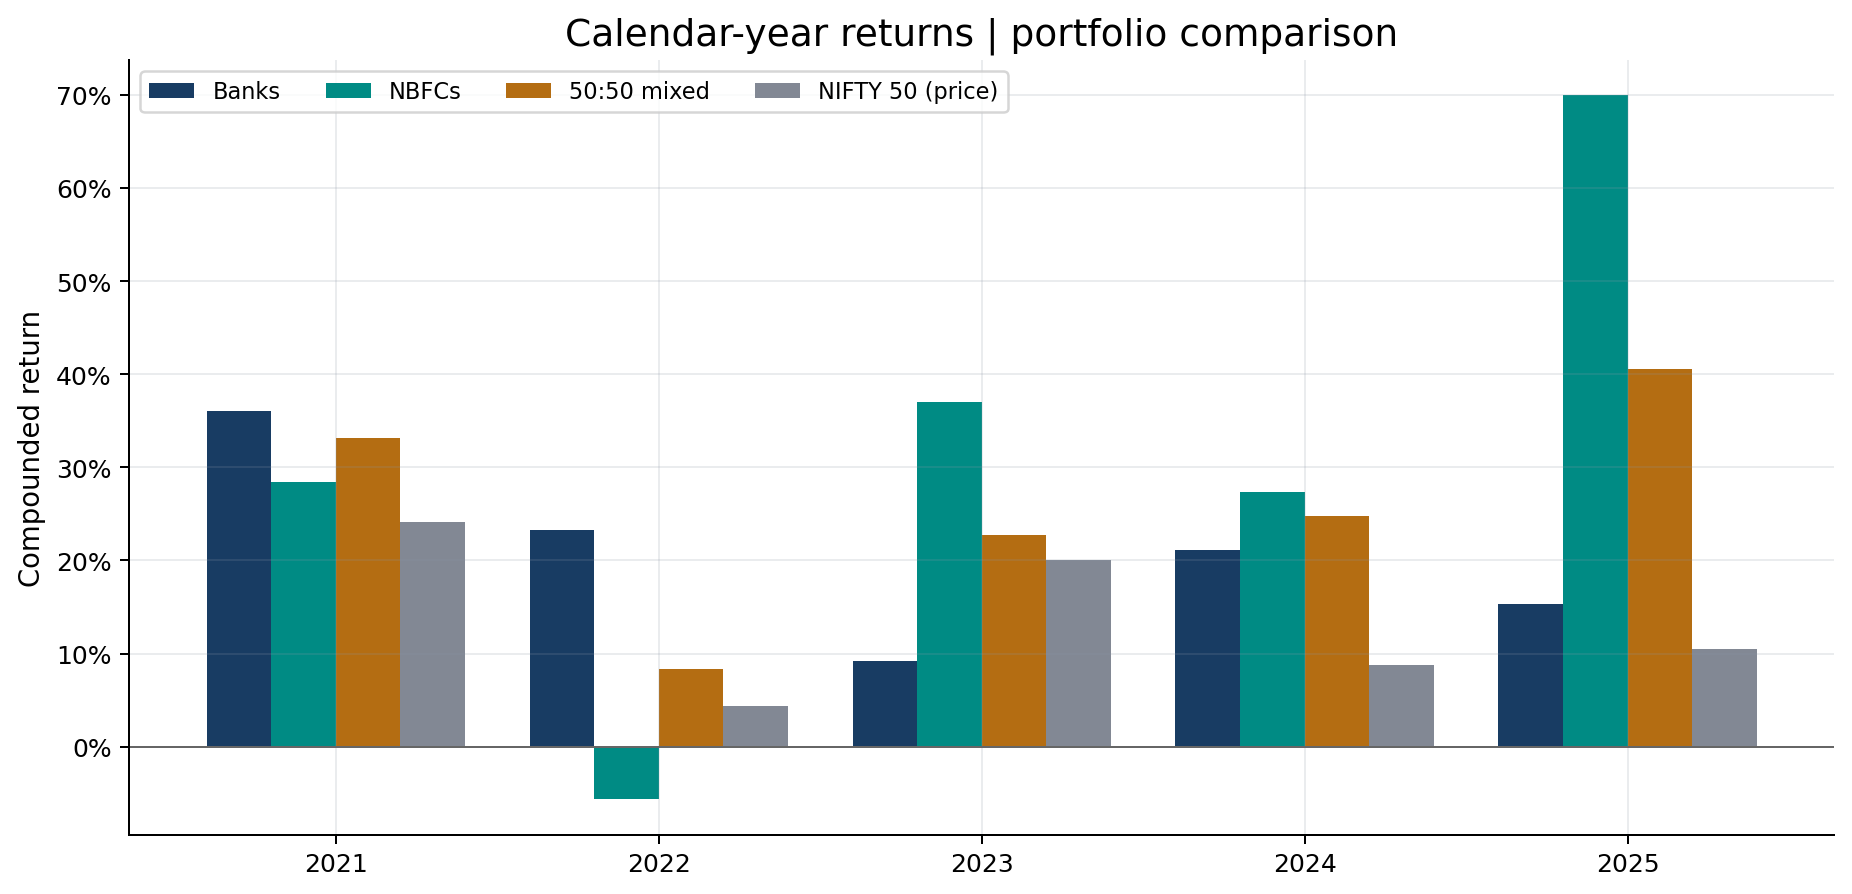 Calendar-year returns | portfolio comparison
Banks NBFCs 50:50 mixed NIFTY 50 (price)
Compounded return
70%
60%
50%
40%
30%
20%
10%
0%
2021 2022 2023 2024 2025